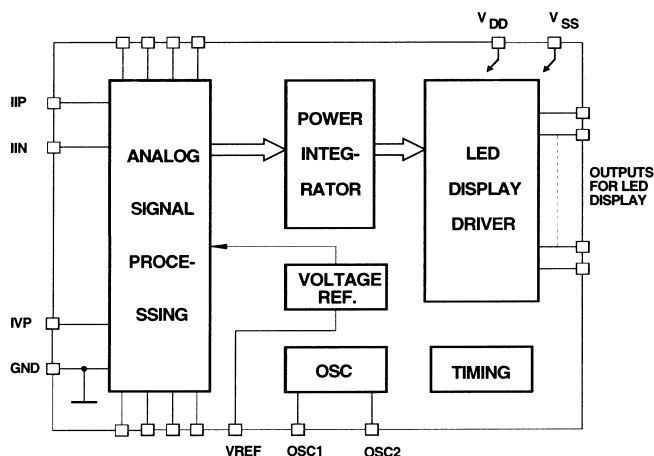 V DD
V SS
IIP
IIN
IVP
GND
ANALOG
SIGNAL
PROCE-
SSING
POWER
INTEG-
RATOR
LED
DISPLAY
DRIVER
OUTPUTS
FOR LED
DISPLAY
VOLTAGE
REF.
OSC
TIMING
VREF
OSC1
OSC2